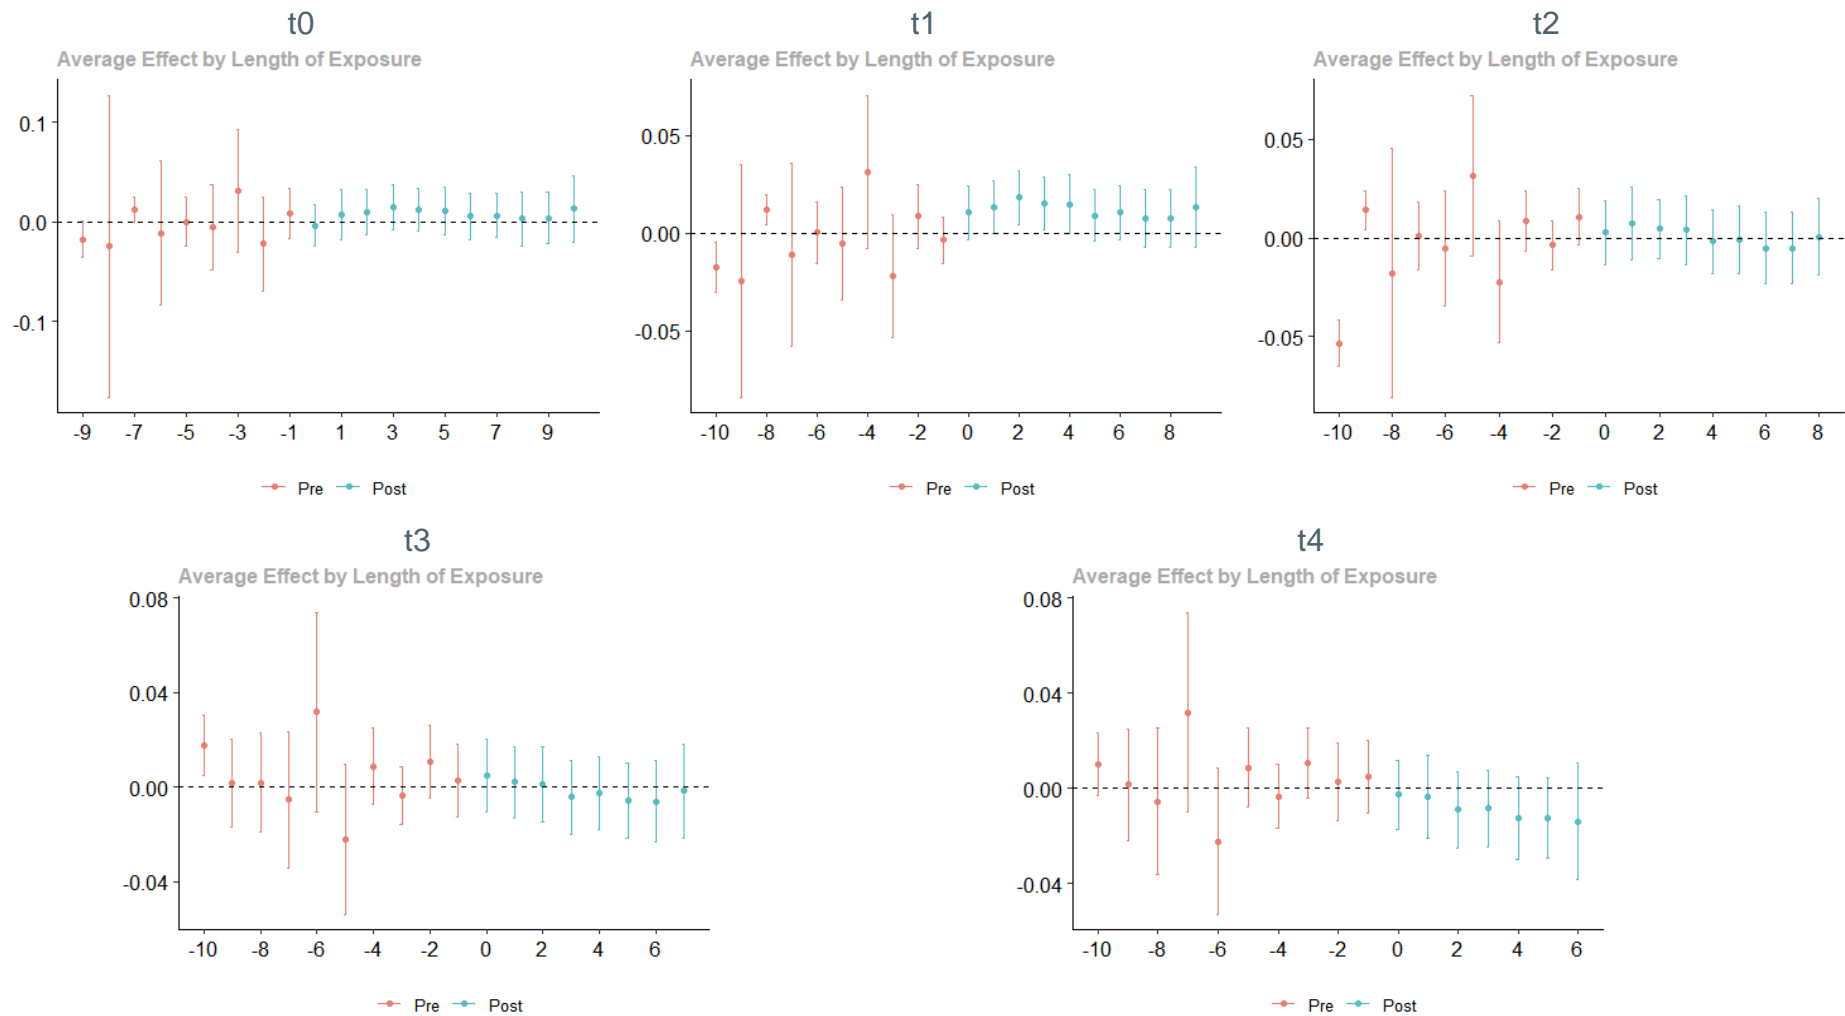 t0
Average Effect by Length of Exposure
0.1
0.0
-0.1
-9 -7 -5 -3 -1 1 3 5 7 9
Pre Post
t1
Average Effect by Length of Exposure
0.05
0.00
-0.05
-10 -8 -6 -4 -2 0 2 4 6 8
Pre Post
t2
Average Effect by Length of Exposure
0.05
0.00
-0.05
-10 -8 -6 -4 -2 0 2 4 6 8
Pre Post
t3
Average Effect by Length of Exposure
0.08
0.04
0.00
-0.04
-10 -8 -6 -4 -2 0 2 4 6
Pre Post
t4
Average Effect by Length of Exposure
0.08
0.04
0.00
-0.04
-10 -8 -6 -4 -2 0 2 4 6
Pre Post